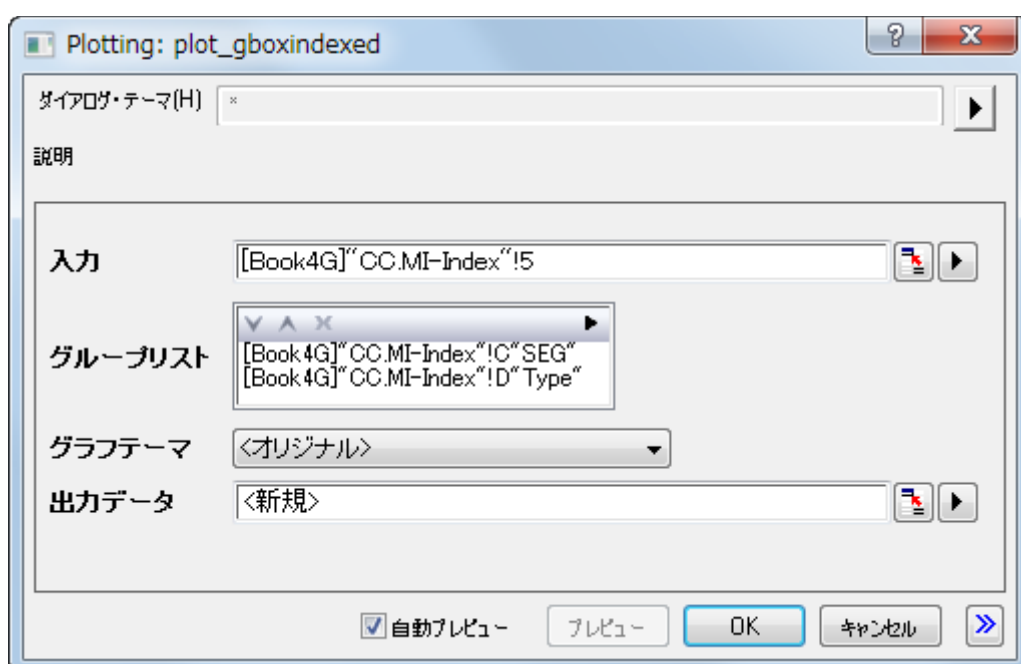 Plotting: plot_gboxindexed
ダイアログ・テーマ(H) *
説明
入力 [Book4G]"CC.MI-Index"!5
グループリスト
[Book4G]"CC.MI-Index"!C"SEG"
[Book4G]"CC.MI-Index"!D"Type"
グラフテーマ <オリジナル>
出力データ <新規>
自動プレビュー プレビュー OK キャンセル